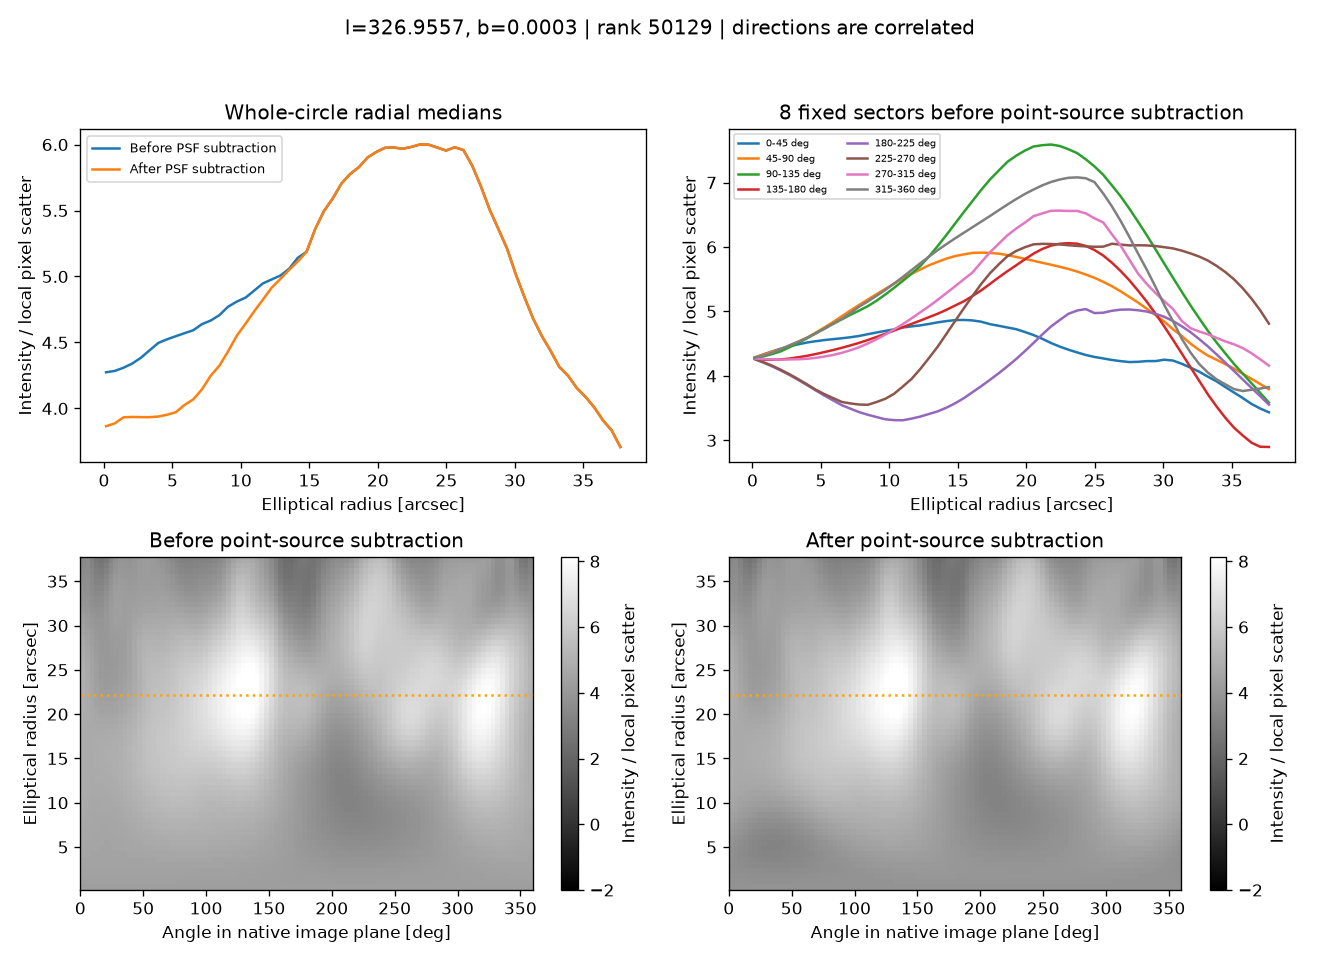 l=326.9557, b=0.0003 | rank 50129 | directions are correlated
Whole-circle radial medians
Before PSF subtraction
After PSF subtraction
6.0
5.5
5.0
4.5
4.0
Intensity / local pixel scatter
0 5 10 15 20 25 30 35
Elliptical radius [arcsec]
8 fixed sectors before point-source subtraction
0-45 deg
45-90 deg
90-135 deg
135-180 deg
180-225 deg
225-270 deg
270-315 deg
315-360 deg
7
6
5
4
3
Intensity / local pixel scatter
0 5 10 15 20 25 30 35
Elliptical radius [arcsec]
Before point-source subtraction
35
30
25
20
15
10
5
Elliptical radius [arcsec]
0 50 100 150 200 250 300 350
Angle in native image plane [deg]
8
6
4
2
0
−2
Intensity / local pixel scatter
After point-source subtraction
35
30
25
20
15
10
5
Elliptical radius [arcsec]
0 50 100 150 200 250 300 350
Angle in native image plane [deg]
8
6
4
2
0
−2
Intensity / local pixel scatter